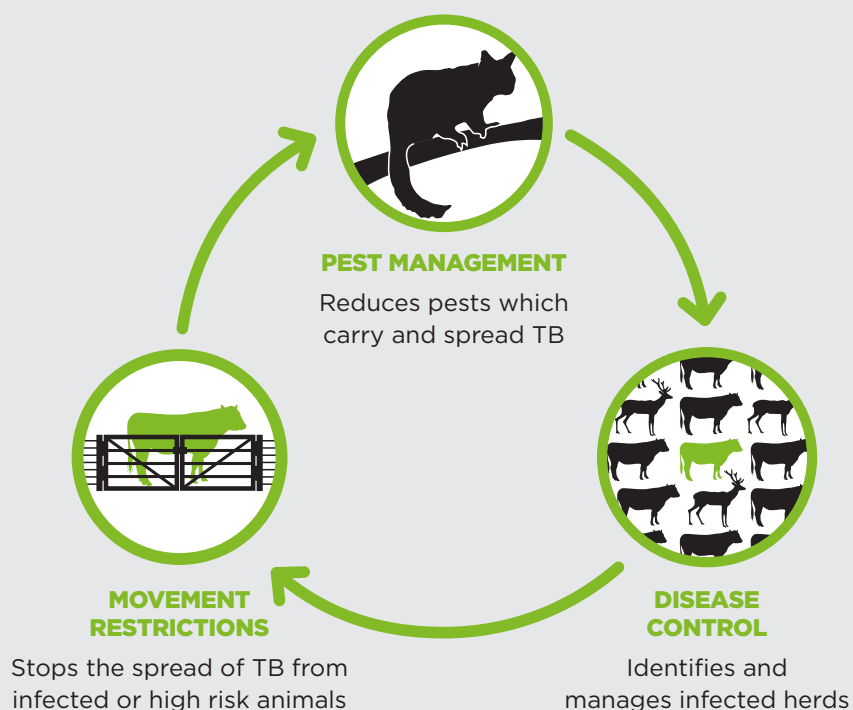 PEST MANAGEMENT
Reduces pests which
carry and spread TB
MOVEMENT
RESTRICTIONS
Stops the spread of TB from
infected or high risk animals
DISEASE
CONTROL
Identifies and
manages infected herds